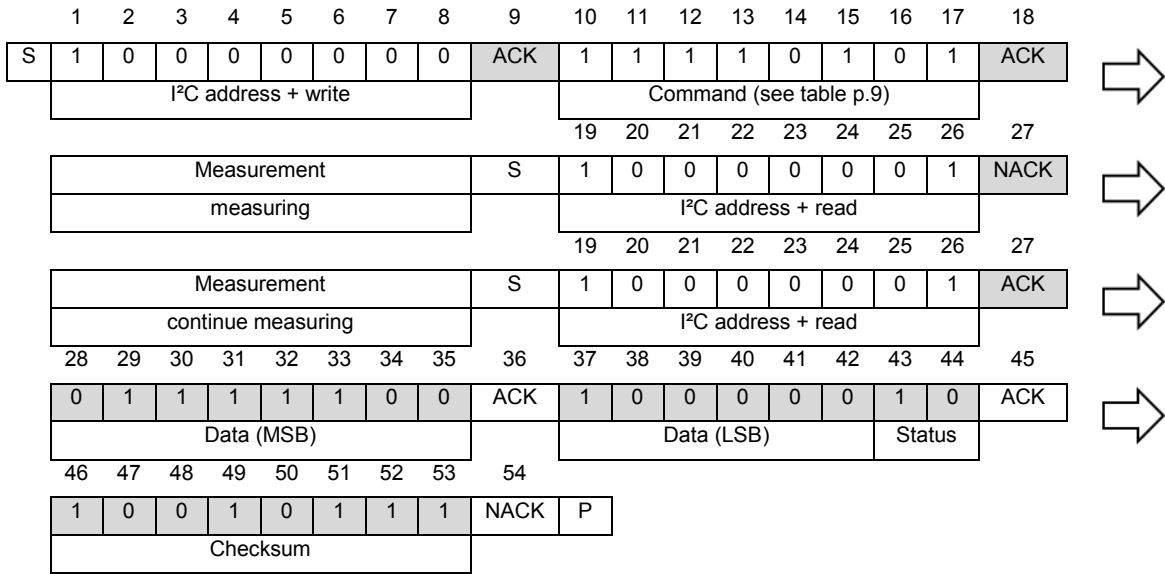 1 2 3 4 5 6 7 8 9 10 11 12 13 14 15 16 17 18
S 1 0 0 0 0 0 0 0 ACK 1 1 1 1 0 1 0 1 ACK
I²C address + write Command (see table p.9)
19 20 21 22 23 24 25 26 27
Measurement S 1 0 0 0 0 0 0 1 NACK
measuring I²C address + read
19 20 21 22 23 24 25 26 27
Measurement S 1 0 0 0 0 0 0 1 ACK
continue measuring I²C address + read
28 29 30 31 32 33 34 35 36 37 38 39 40 41 42 43 44 45
0 1 1 1 1 1 0 0 ACK 1 0 0 0 0 0 1 0 ACK
Data (MSB) Data (LSB) Status
46 47 48 49 50 51 52 53 54
1 0 0 1 0 1 1 1 NACK P
Checksum